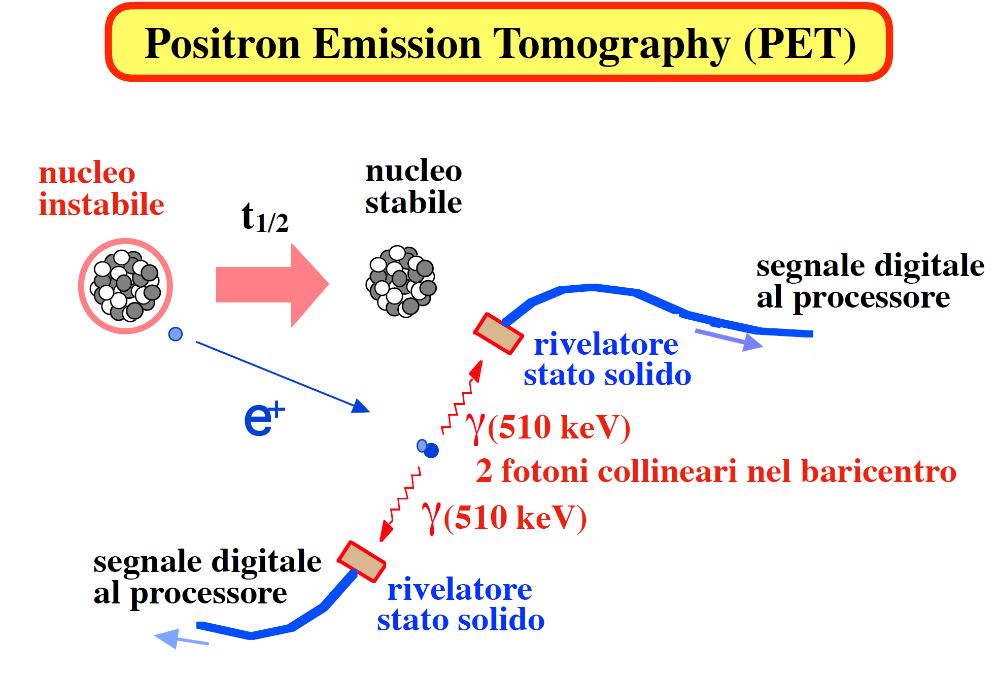 Positron Emission Tomography (PET)
nucleo
instabile
t1/2
nucleo
stabile
segnale digitale
al processore
rivelatore
stato solido
e+
γ(510 keV)
2 fotoni collineari nel baricentro
γ(510 keV)
segnale digitale
al processore
rivelatore
stato solido